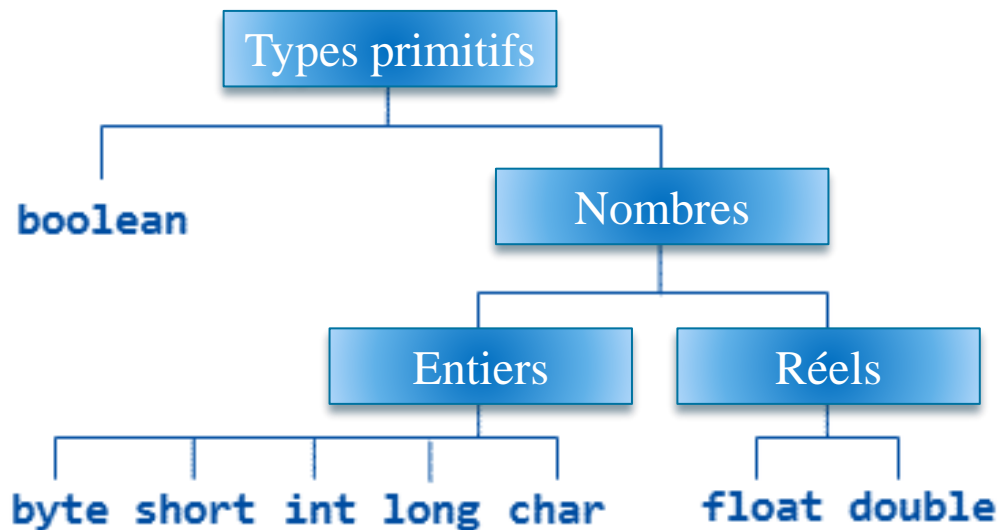 Types primitifs
boolean
Nombres
Entiers
Réels
byte short int long char
float double